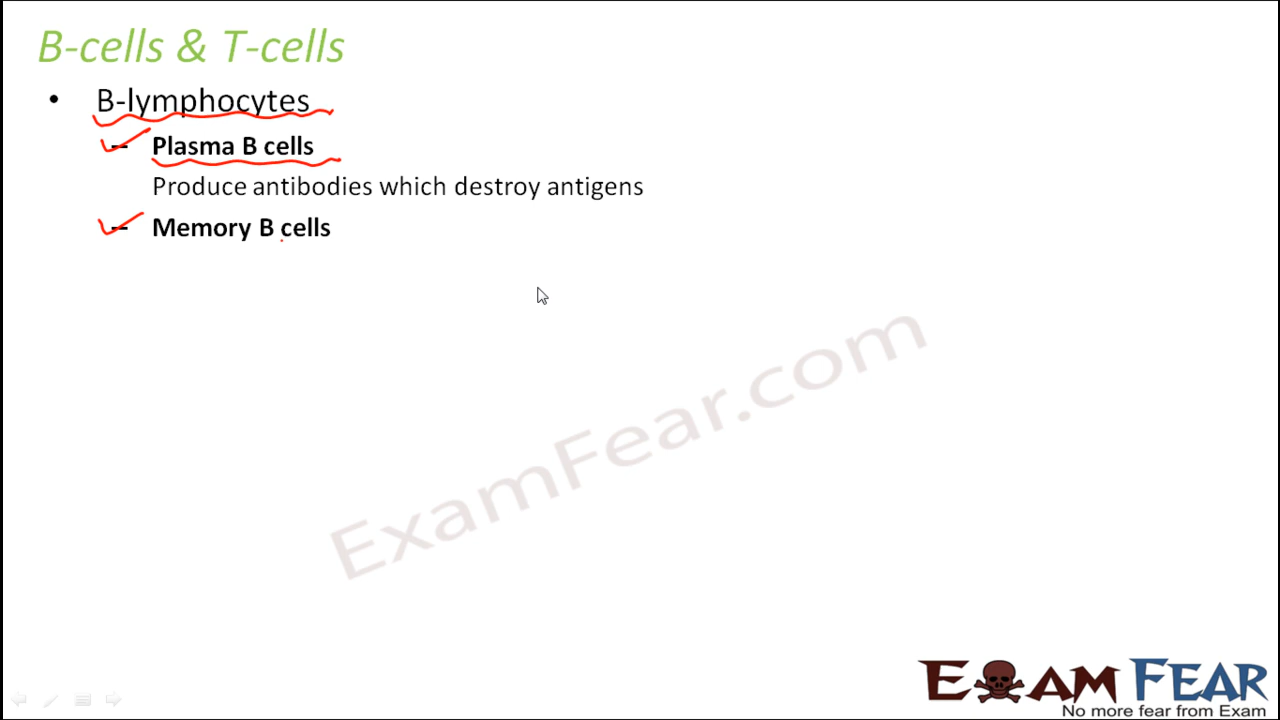 B-cells & T-cells
• B-lymphocytes
– Plasma B cells
Produce antibodies which destroy antigens
– Memory B cells
ExamFear.com
EXAM FEAR
No more fear from Exam